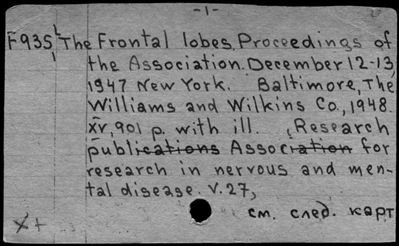 -1-
F935 The Frontal lobes. Proceedings of
the Association December 12-13,
1947 New York. Baltimore, The
Williams and Wilkins Co., 1948.
XV, 901 p. with ill. (Research
publications Association for
research in nervous and men-
tal disease. V. 27,
см. след. карт
X+